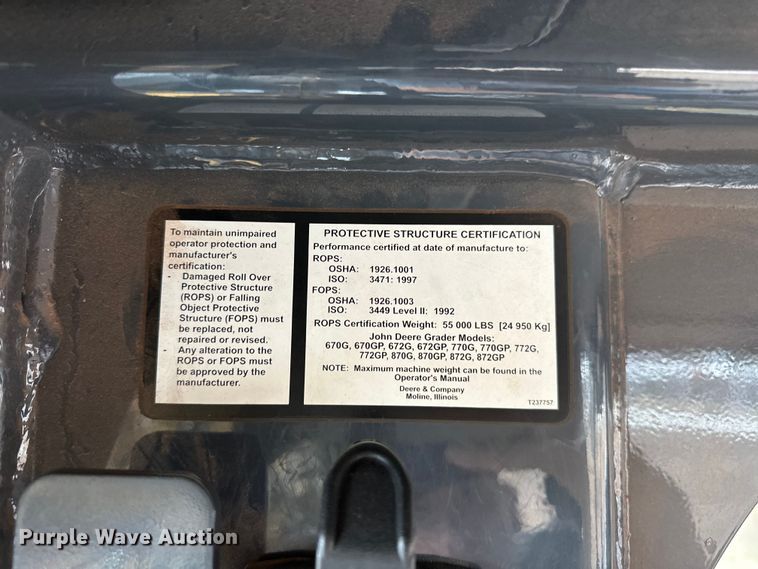 To maintain unimpaired
operator protection and
manufacturer's
certification:
- Damaged Roll Over
Protective Structure
(ROPS) or Falling
Object Protective
Structure (FOPS) must
be replaced, not
repaired or revised.
- Any alteration to the
ROPS or FOPS must
be approved by the
manufacturer.
PROTECTIVE STRUCTURE CERTIFICATION
Performance certified at date of manufacture to:
ROPS:
OSHA: 1926.1001
ISO: 3471: 1997
FOPS:
OSHA: 1926.1003
ISO: 3449 Level II: 1992
ROPS Certification Weight: 55 000 LBS [24 950 Kg]
John Deere Grader Models:
670G, 670GP, 672G, 672GP, 770G, 770GP, 772G,
772GP, 870G, 870GP, 872G, 872GP
NOTE: Maximum machine weight can be found in the
Operator's Manual
Deere & Company
Moline, Illinois
T237757
Purple Wave Auction